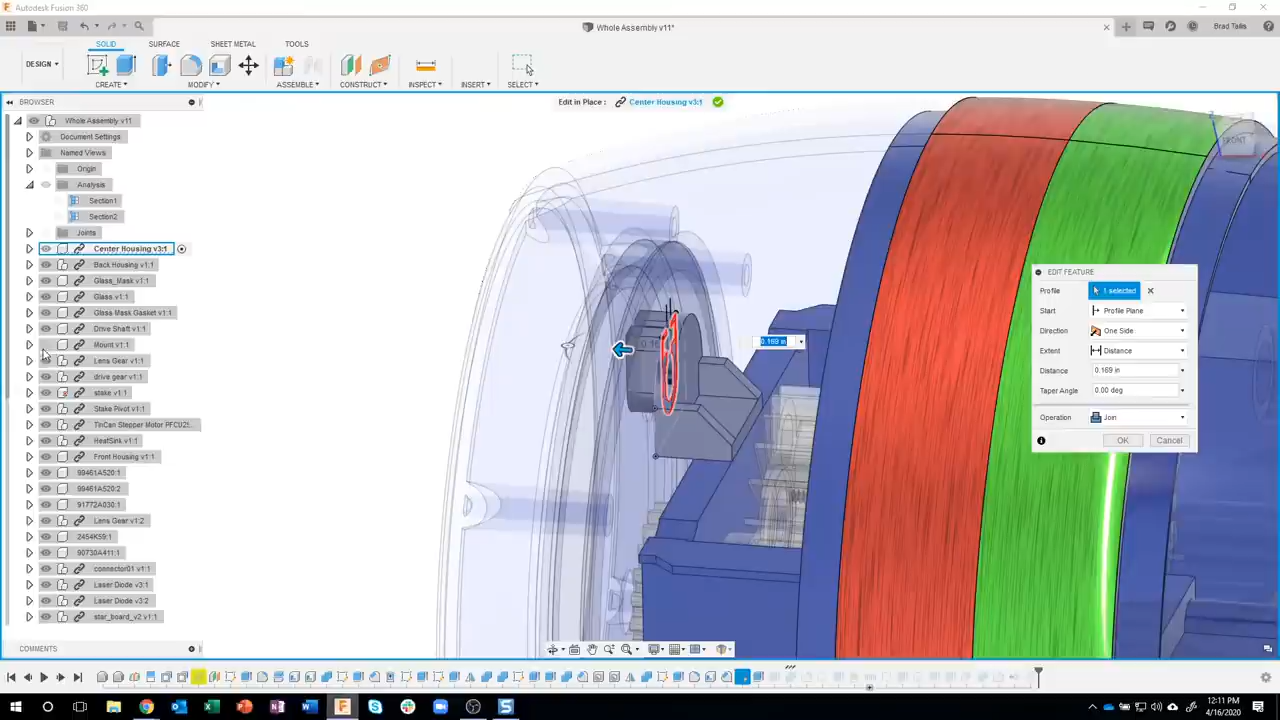 Autodesk Fusion 360
Whole Assembly v11*
Brad Tallis
SOLID SURFACE SHEET METAL TOOLS
DESIGN
CREATE MODIFY ASSEMBLE CONSTRUCT INSPECT INSERT SELECT
BROWSER
Edit in Place : Center Housing v3:1
Whole Assembly v11
Document Settings
Named Views
Origin
Analysis
Section1
Section2
Joints
Center Housing v3:1
Back Housing v1:1
Glass_Mask v1:1
Glass v1:1
Glass Mask Gasket v1:1
Drive Shaft v1:1
Mount v1:1
Lens Gear v1:1
drive gear v1:1
stake v1:1
Stake Pivot v1:1
TinCan Stepper Motor PFCU25...
HeatSink v1:1
Front Housing v1:1
99461A520:1
99461A520:2
91772A030:1
Lens Gear v1:2
2454K59:1
90730A411:1
connector01 v1:1
Laser Diode v3:1
Laser Diode v3:2
star_board_v2 v1:1
FRONT
Z
0.16
0.169 in
EDIT FEATURE
Profile 1 selected
Start Profile Plane
Direction One Side
Extent Distance
Distance 0.169 in
Taper Angle 0.00 deg
Operation Join
OK Cancel
COMMENTS
12:11 PM
4/16/2020